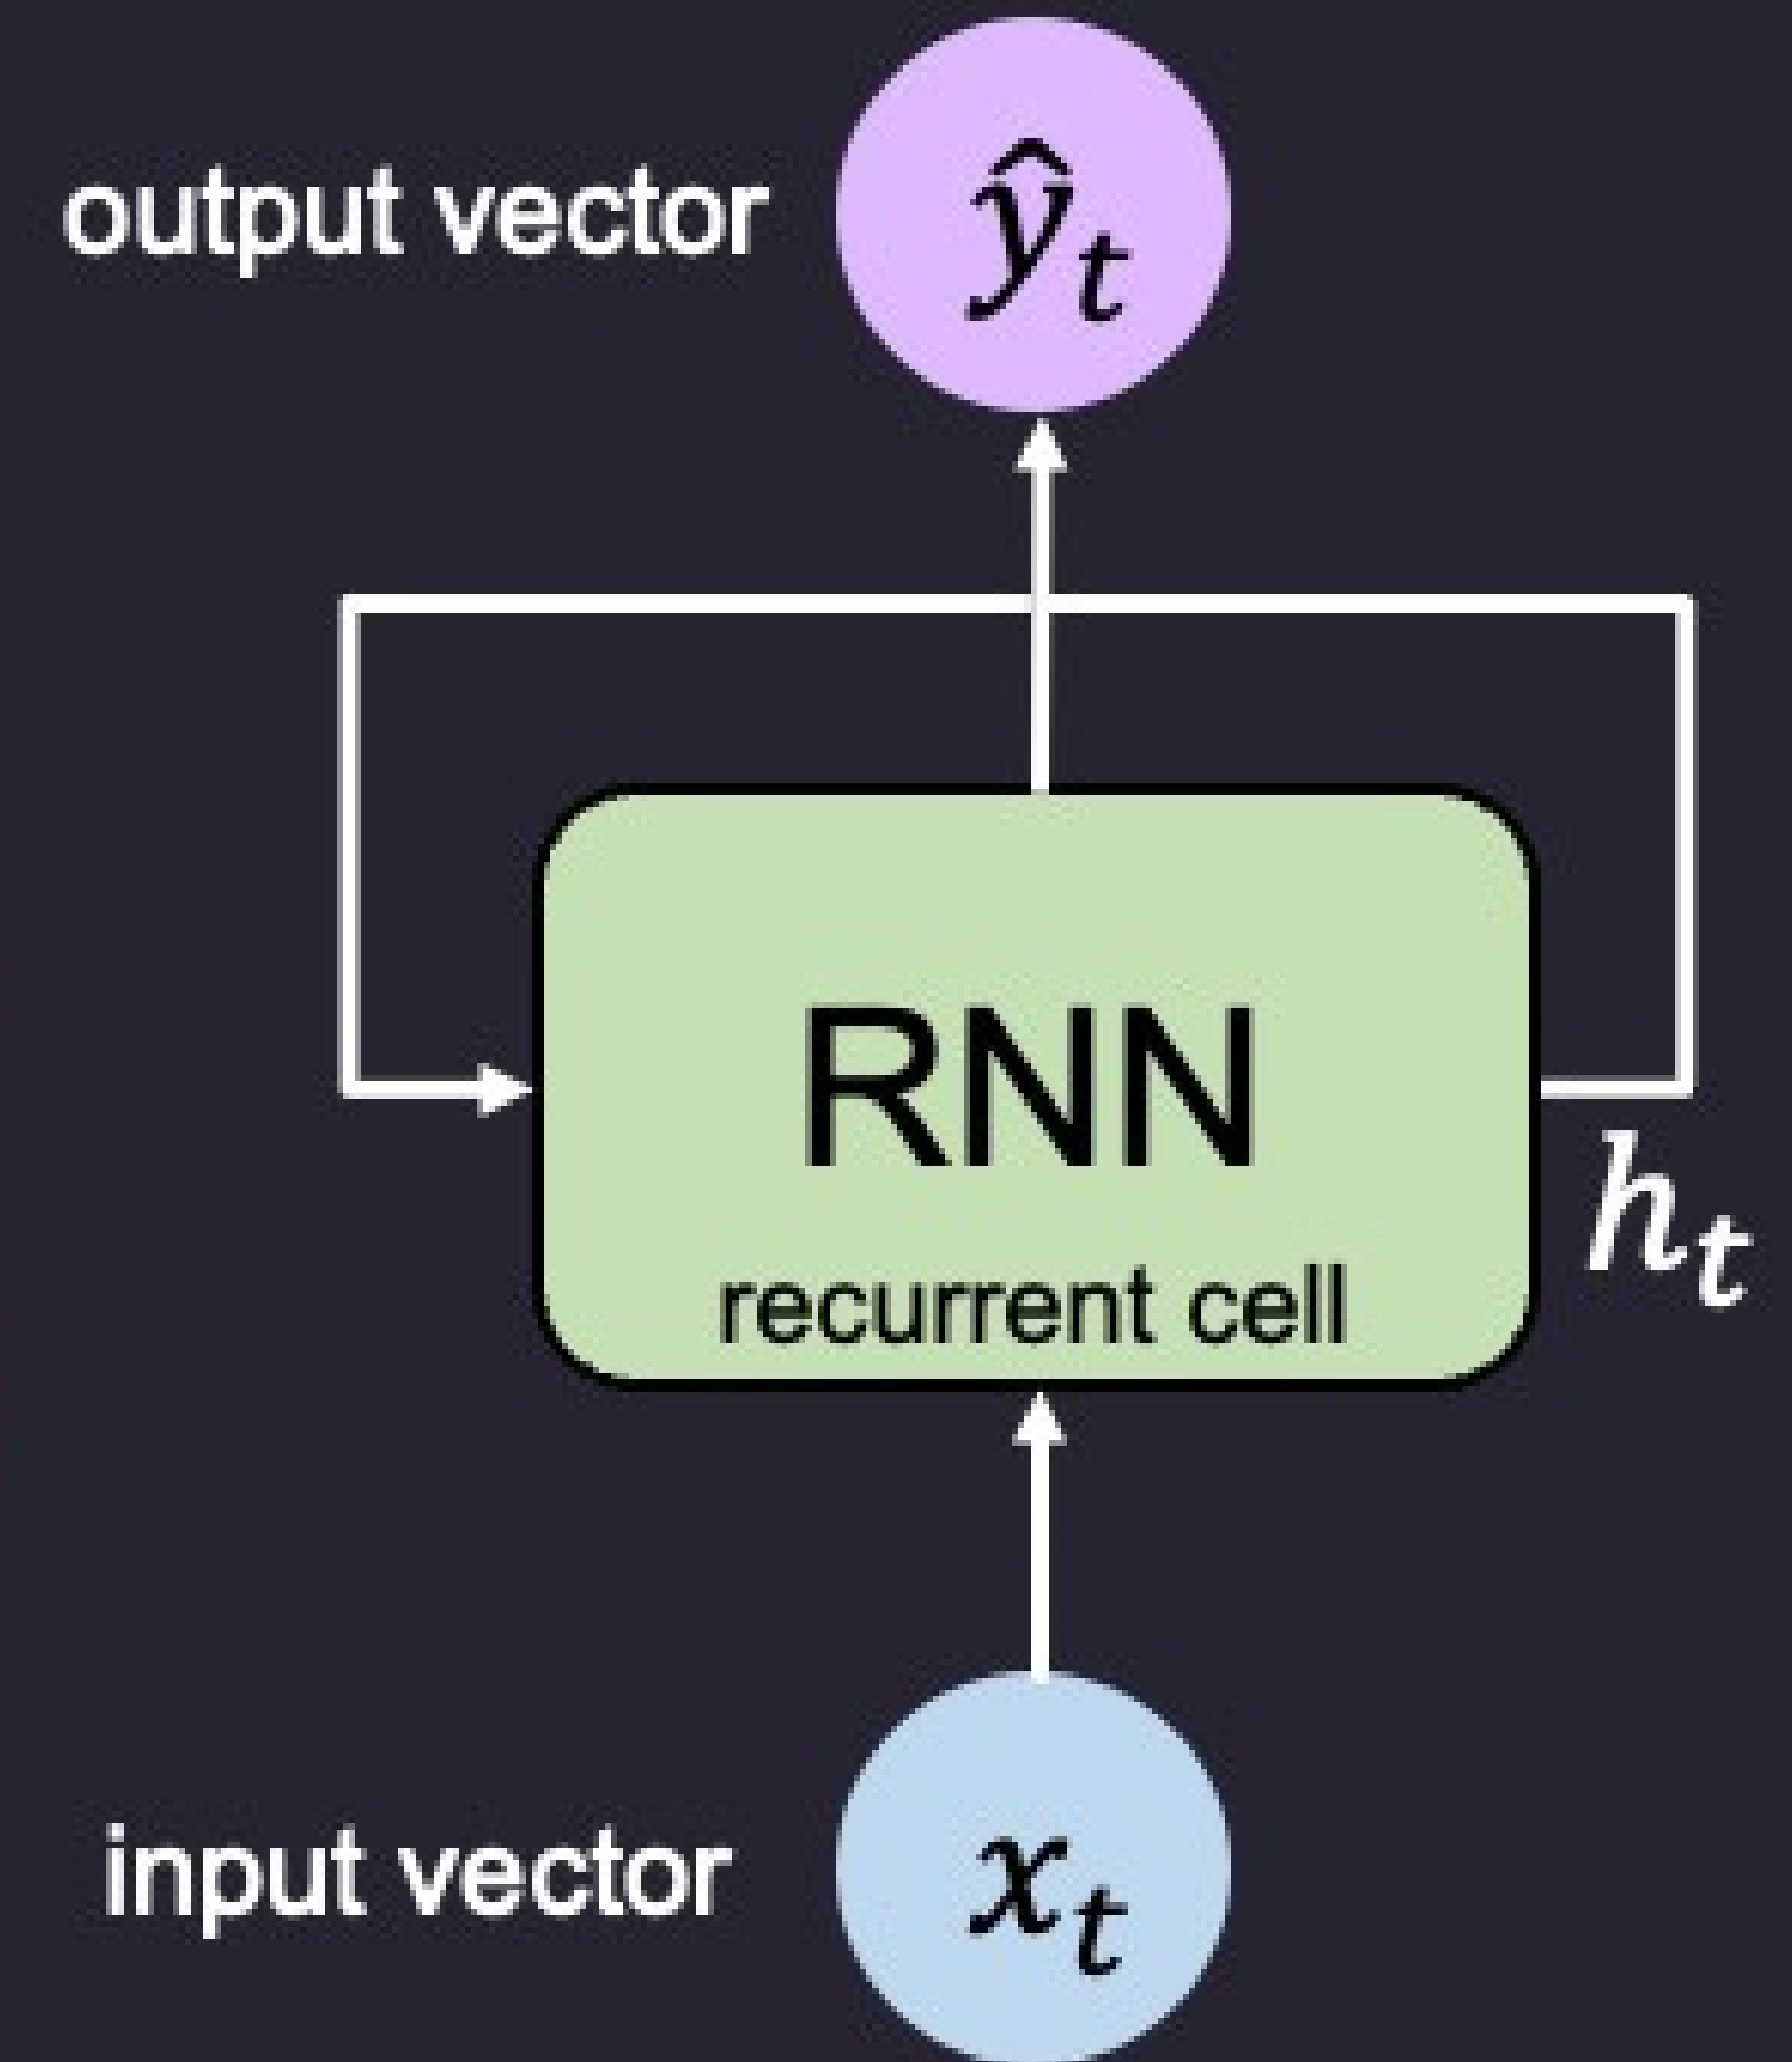 output vector
ŷt
RNN
recurrent cell
ht
input vector
xt